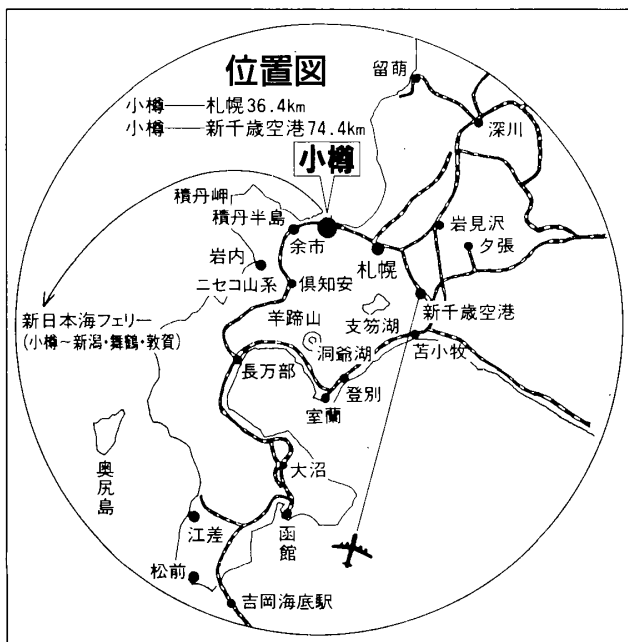 位置図
小樽――札幌36.4km
小樽――新千歳空港74.4km
小樽
留萌
深川
積丹岬
積丹半島
余市
岩見沢
夕張
岩内
札幌
ニセコ山系
倶知安
新千歳空港
新日本海フェリー
(小樽~新潟・舞鶴・敦賀)
羊蹄山
支笏湖
洞爺湖
苫小牧
長万部
登別
室蘭
奥尻島
大沼
江差
函館
松前
吉岡海底駅